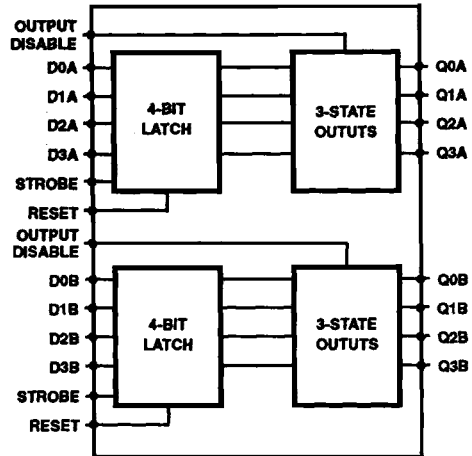 OUTPUT
DISABLE
D0A
D1A
D2A
D3A
STROBE
RESET
4-BIT
LATCH
3-STATE
OUTUTS
Q0A
Q1A
Q2A
Q3A
OUTPUT
DISABLE
D0B
D1B
D2B
D3B
STROBE
RESET
4-BIT
LATCH
3-STATE
OUTUTS
Q0B
Q1B
Q2B
Q3B